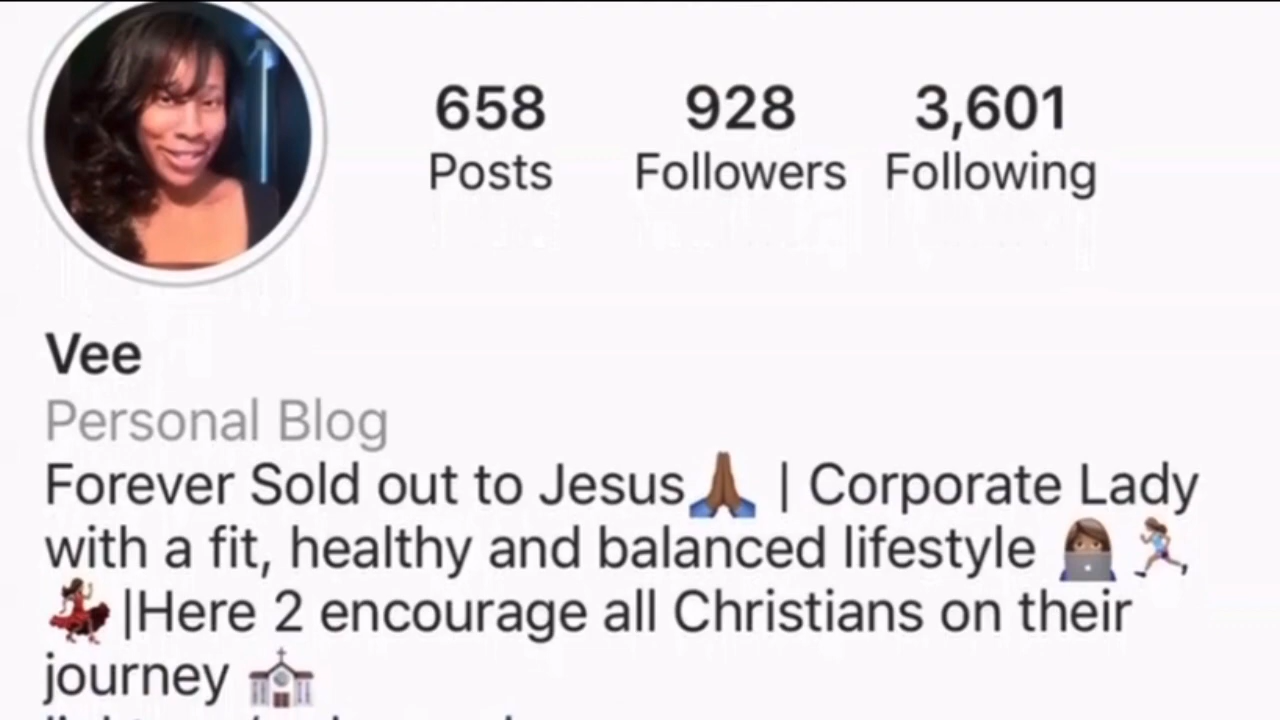 658 928 3,601
Posts Followers Following
Vee
Personal Blog
Forever Sold out to Jesus🙏🏾 | Corporate Lady
with a fit, healthy and balanced lifestyle 👩🏽‍💻🏃🏽‍♀️
💃🏾 |Here 2 encourage all Christians on their
journey ⛪